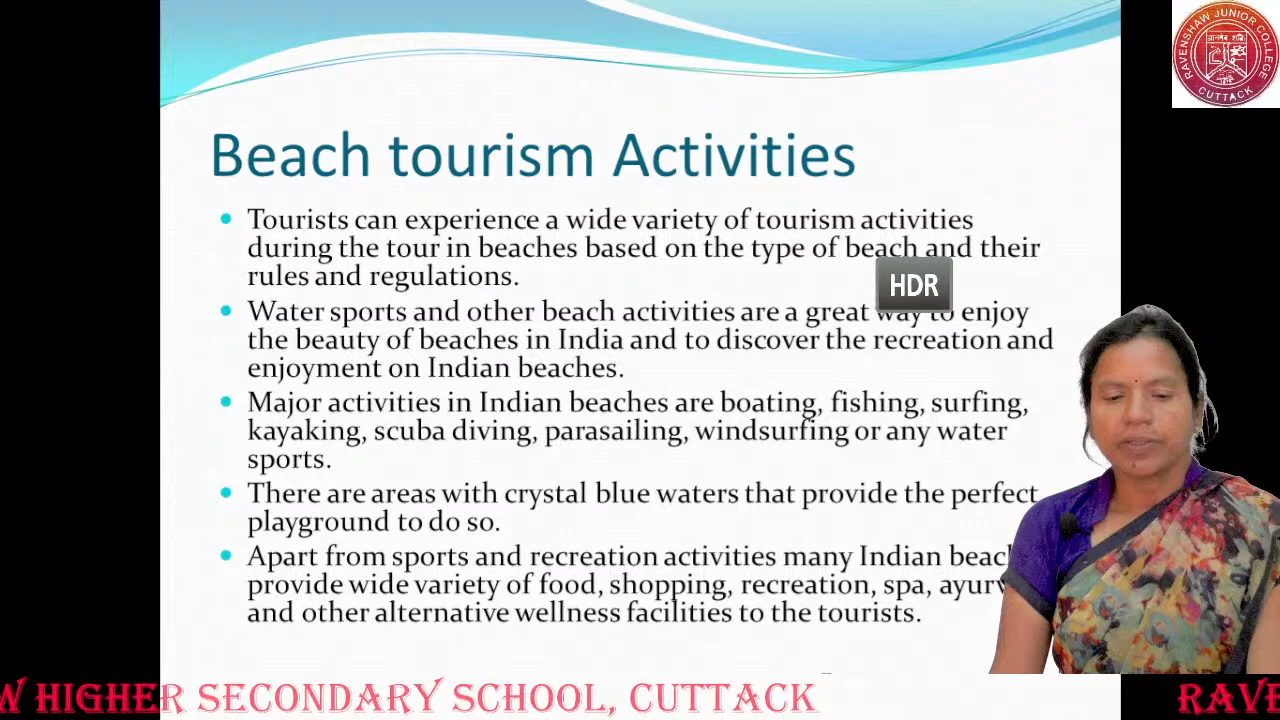 RAVENSHAW JUNIOR COLLEGE
CUTTACK
Beach tourism Activities
Tourists can experience a wide variety of tourism activities
during the tour in beaches based on the type of beach and their
rules and regulations.
HDR
Water sports and other beach activities are a great way to enjoy
the beauty of beaches in India and to discover the recreation and
enjoyment on Indian beaches.
Major activities in Indian beaches are boating, fishing, surfing,
kayaking, scuba diving, parasailing, windsurfing or any water
sports.
There are areas with crystal blue waters that provide the perfect
playground to do so.
Apart from sports and recreation activities many Indian beac
provide wide variety of food, shopping, recreation, spa, ayurv
and other alternative wellness facilities to the tourists.
W HIGHER SECONDARY SCHOOL, CUTTACK
RAVE